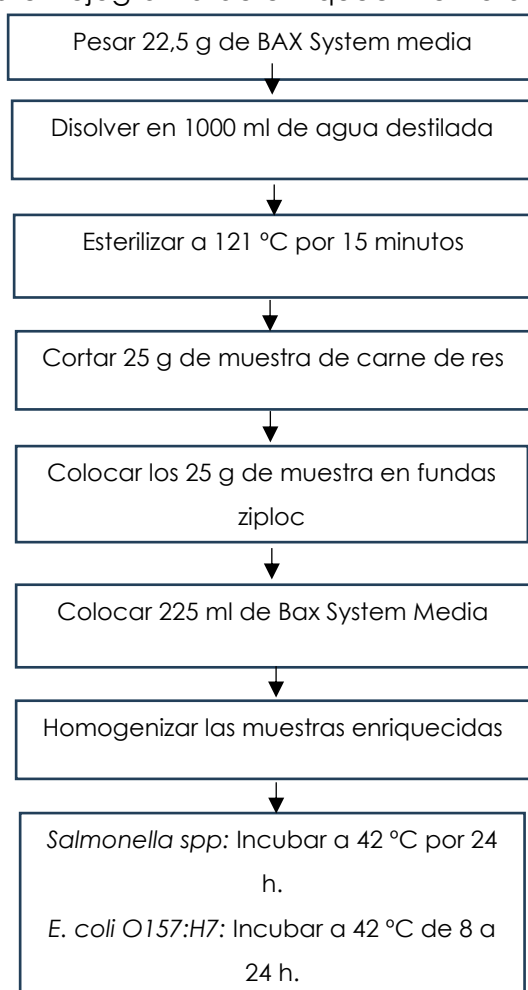 Pesar 22,5 g de BAX System media
Disolver en 1000 ml de agua destilada
Esterilizar a 121 °C por 15 minutos
Cortar 25 g de muestra de carne de res
Colocar los 25 g de muestra en fundas
ziploc
Colocar 225 ml de Bax System Media
Homogenizar las muestras enriquecidas
Salmonella spp: Incubar a 42 °C por 24
h.
E. coli O157:H7: Incubar a 42 °C de 8 a
24 h.